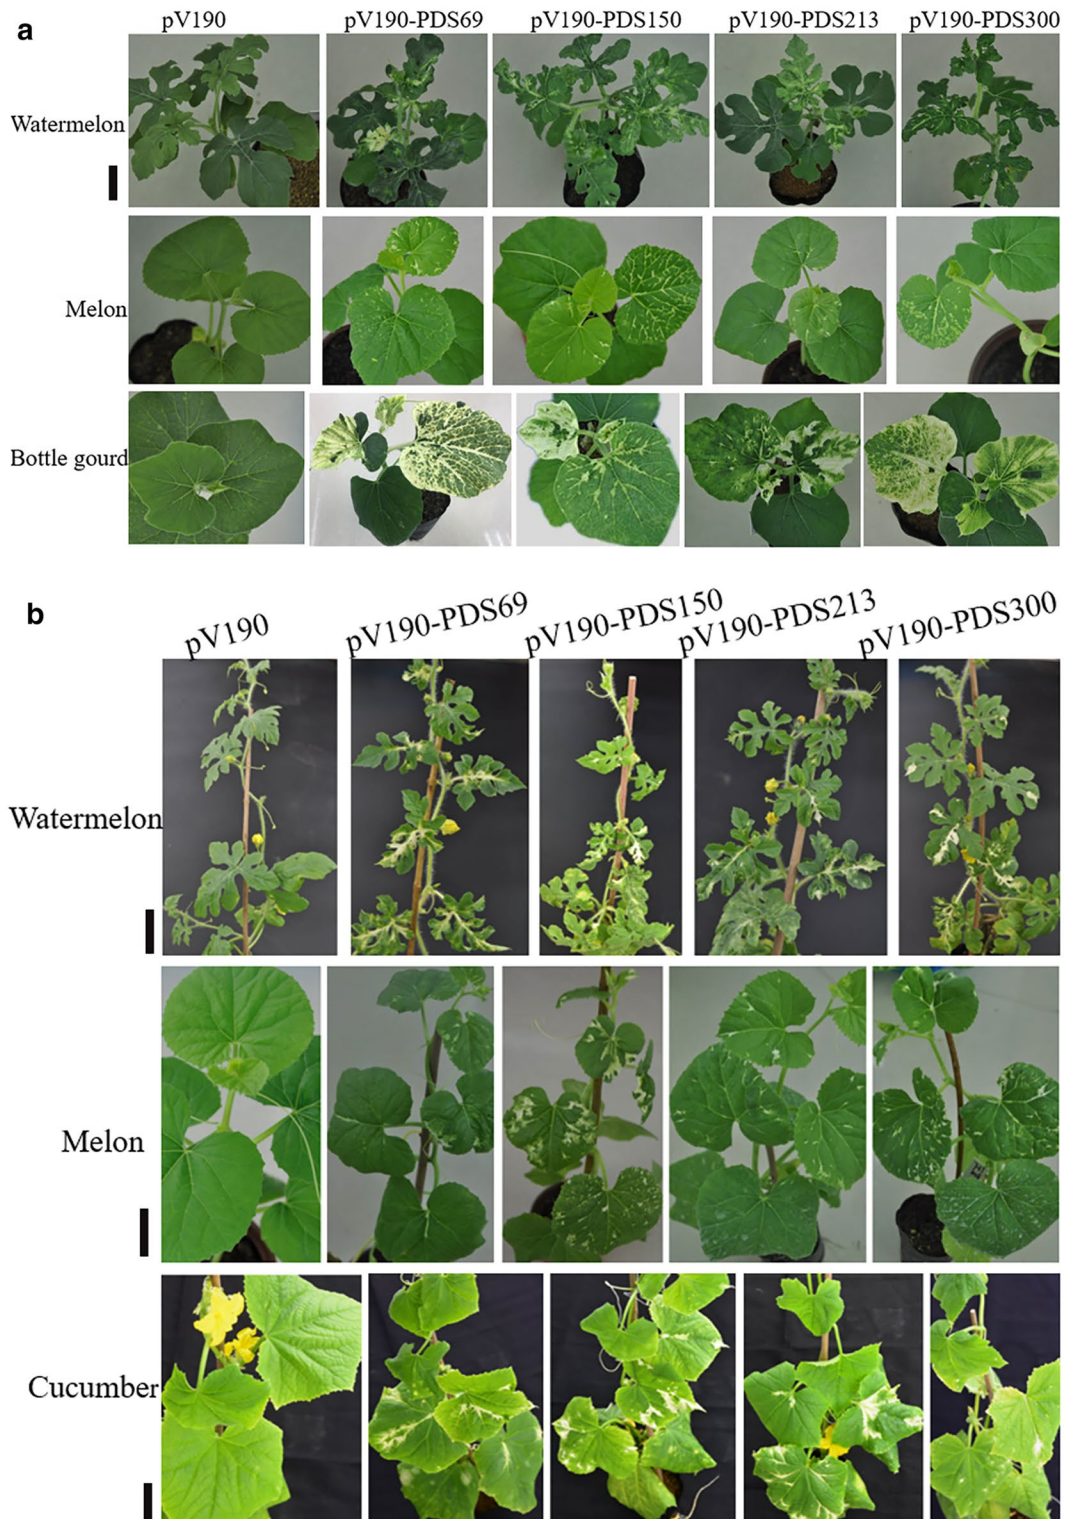 a
pV190 pV190-PDS69 pV190-PDS150 pV190-PDS213 pV190-PDS300
Watermelon
Melon
Bottle gourd
b
pV190 pV190-PDS69 pV190-PDS150 pV190-PDS213 pV190-PDS300
Watermelon
Melon
Cucumber